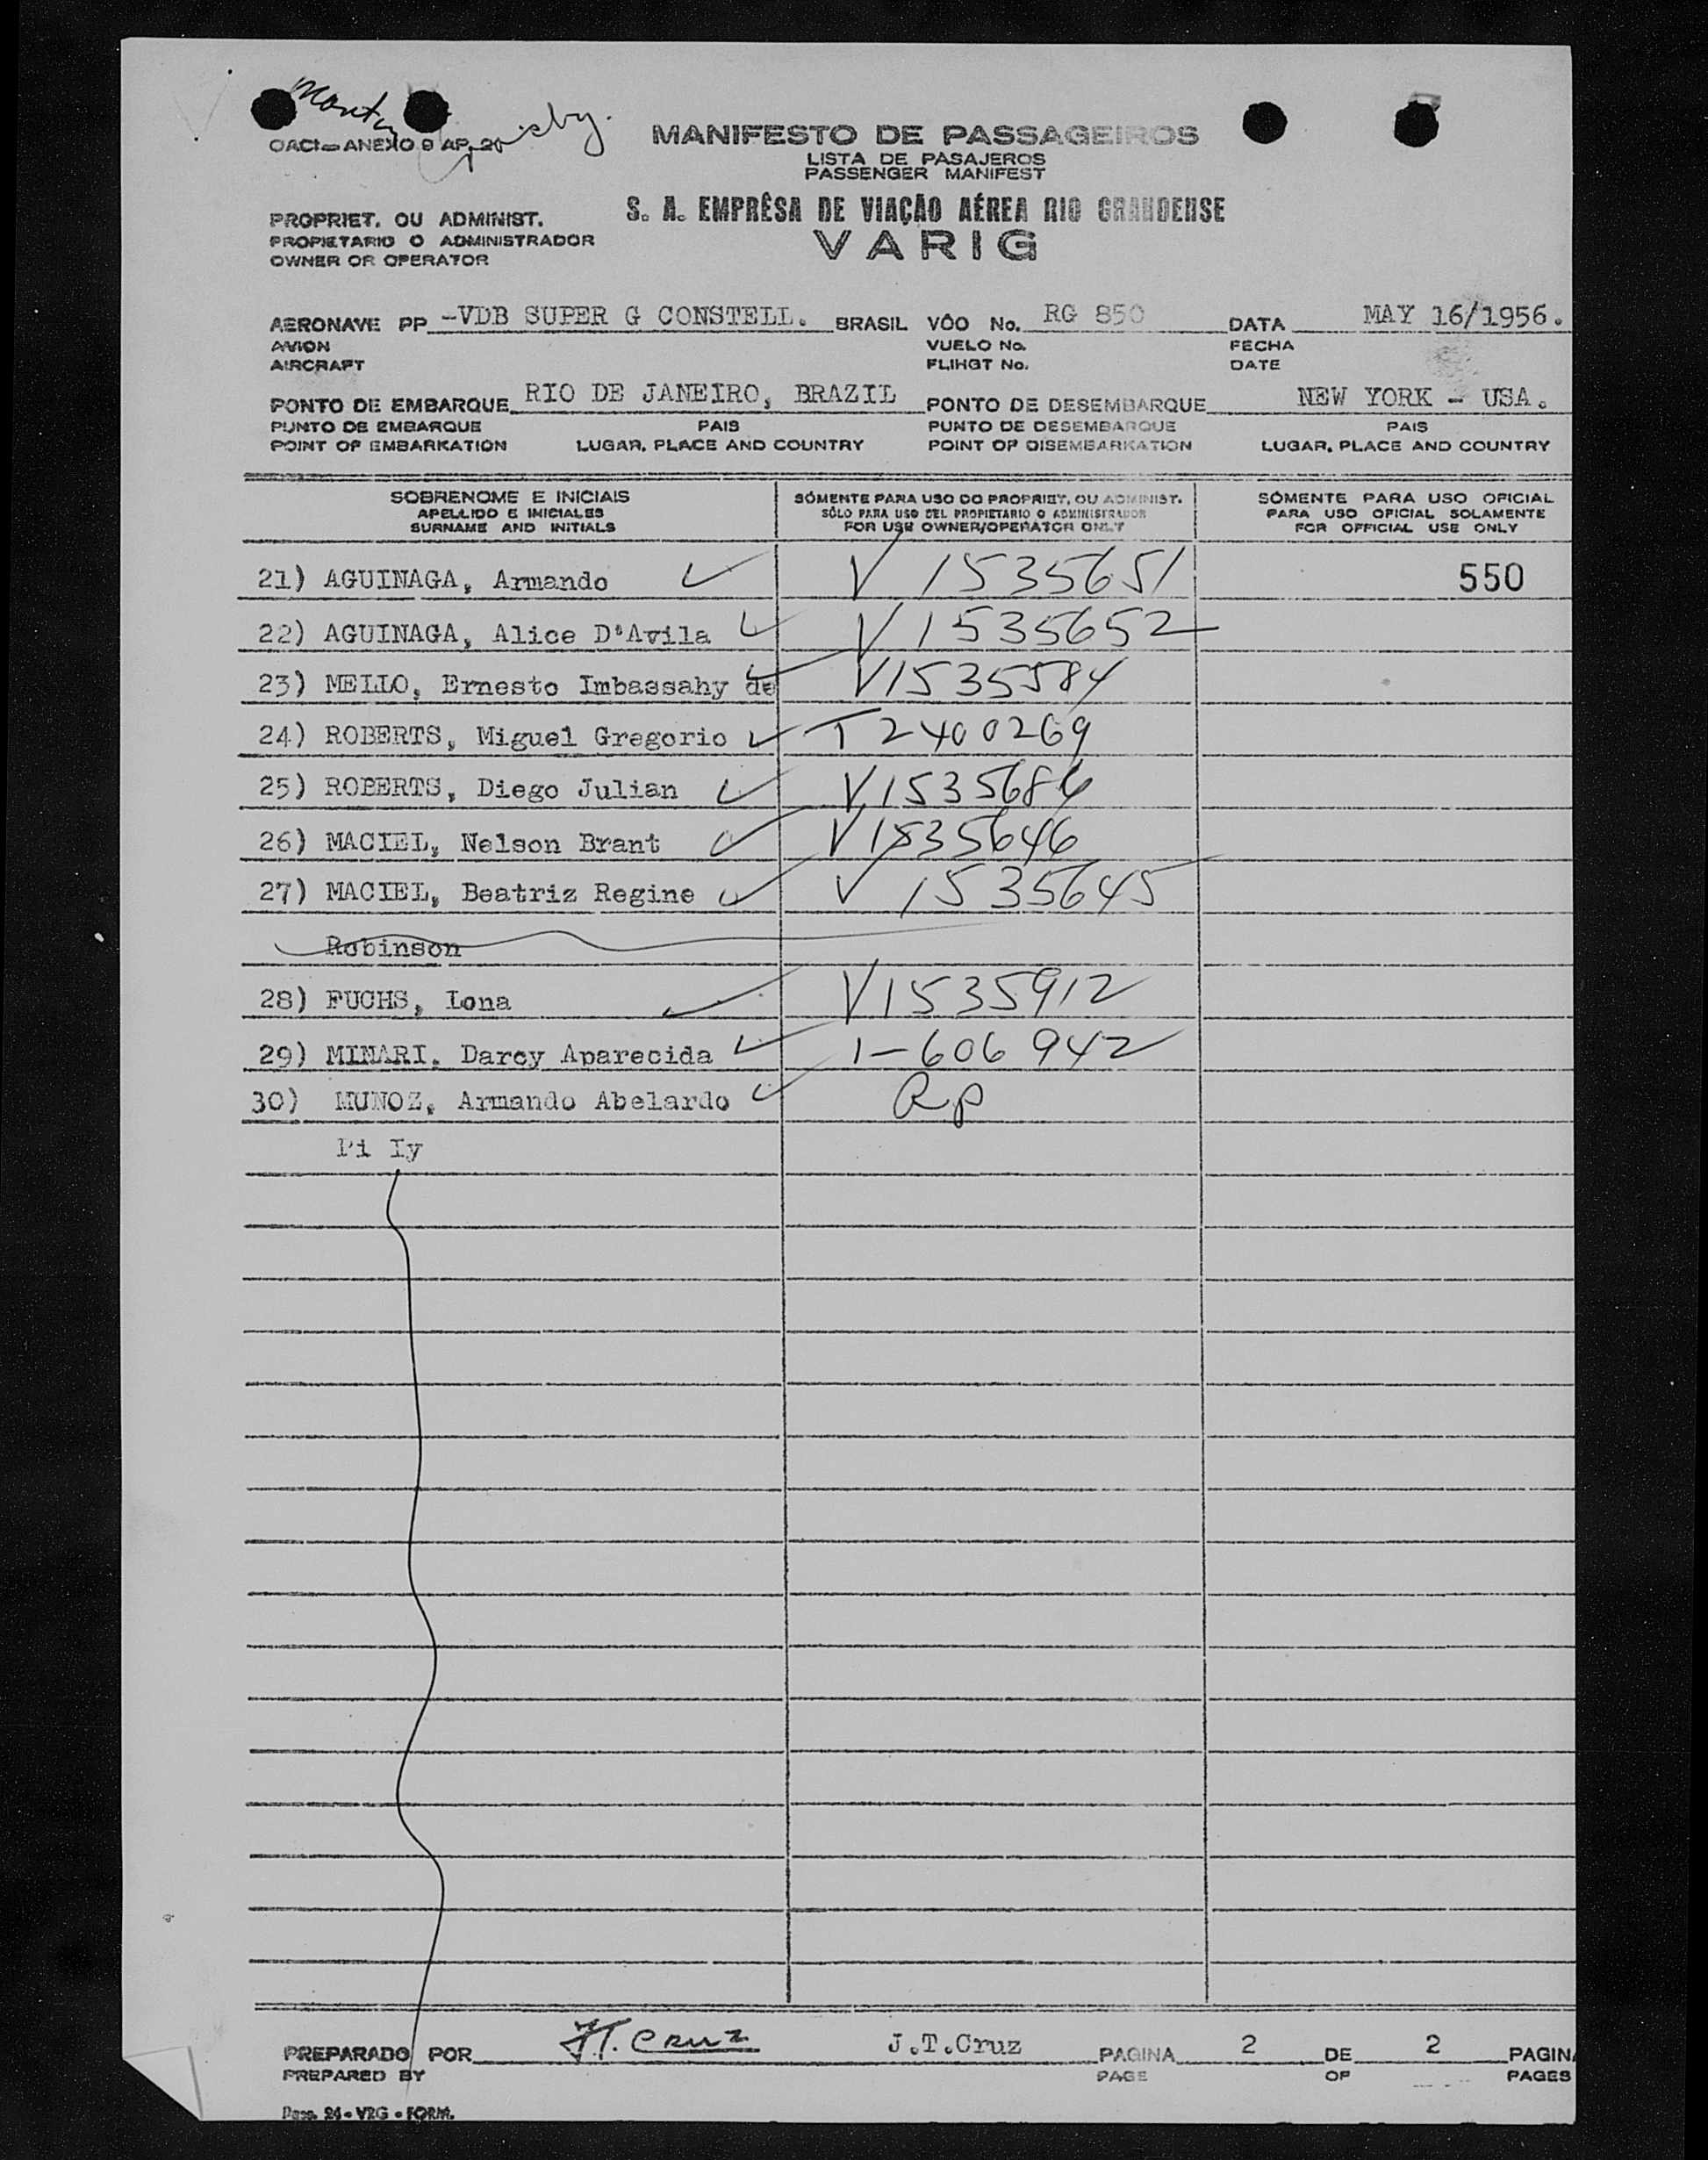 OACI - ANEXO 9 AP. 2
MANIFESTO DE PASSAGEIROS
LISTA DE PASAJEROS
PASSENGER MANIFEST
PROPRIET. OU ADMINIST.
PROPIETARIO O ADMINISTRADOR
OWNER OR OPERATOR
S. A. EMPRÊSA DE VIAÇÃO AÉREA RIO GRANDENSE
VARIG
AERONAVE PP -VDB SUPER G CONSTELL. BRASIL VÔO No. RG 850 DATA MAY 16/1956.
AVION VUELO No. FECHA
AIRCRAFT FLIHGT No. DATE
PONTO DE EMBARQUE RIO DE JANEIRO, BRAZIL PONTO DE DESEMBARQUE NEW YORK - USA.
PUNTO DE EMBARQUE PAIS PUNTO DE DESEMBARQUE PAIS
POINT OF EMBARKATION LUGAR, PLACE AND COUNTRY POINT OF DISEMBARKATION LUGAR, PLACE AND COUNTRY
SOBRENOME E INICIAIS SÓMENTE PARA USO DO PROPRIET. OU ADMINIST. SÓMENTE PARA USO OFICIAL
APELLIDO E INICIALES SÓLO PARA USO DEL PROPIETARIO O ADMINISTRADOR PARA USO OFICIAL SOLAMENTE
SURNAME AND INITIALS FOR USE OWNER/OPERATOR ONLY FOR OFFICIAL USE ONLY
21) AGUINAGA, Armando ✓ V 1535651 550
22) AGUINAGA, Alice D'Avila ✓ V1535652
23) MELLO, Ernesto Imbassahy de ✓ V1535584
24) ROBERTS, Miguel Gregorio ✓ T2400269
25) ROBERTS, Diego Julian ✓ V1535686
26) MACIEL, Nelson Brant ✓ V1535646
27) MACIEL, Beatriz Regine ✓ V 1535645
Robinson
28) FUCHS, Iona ✓ V1535912
29) MINARI. Darcy Aparecida ✓ 1-606942
30) MUNOZ, Armando Abelardo ✓ Rp
Pi Iy
PREPARADO POR J.T. Cruz J.T.Cruz PAGINA 2 DE 2 PAGINA
PREPARED BY PAGE OF PAGES
24 - VRG - FORM.